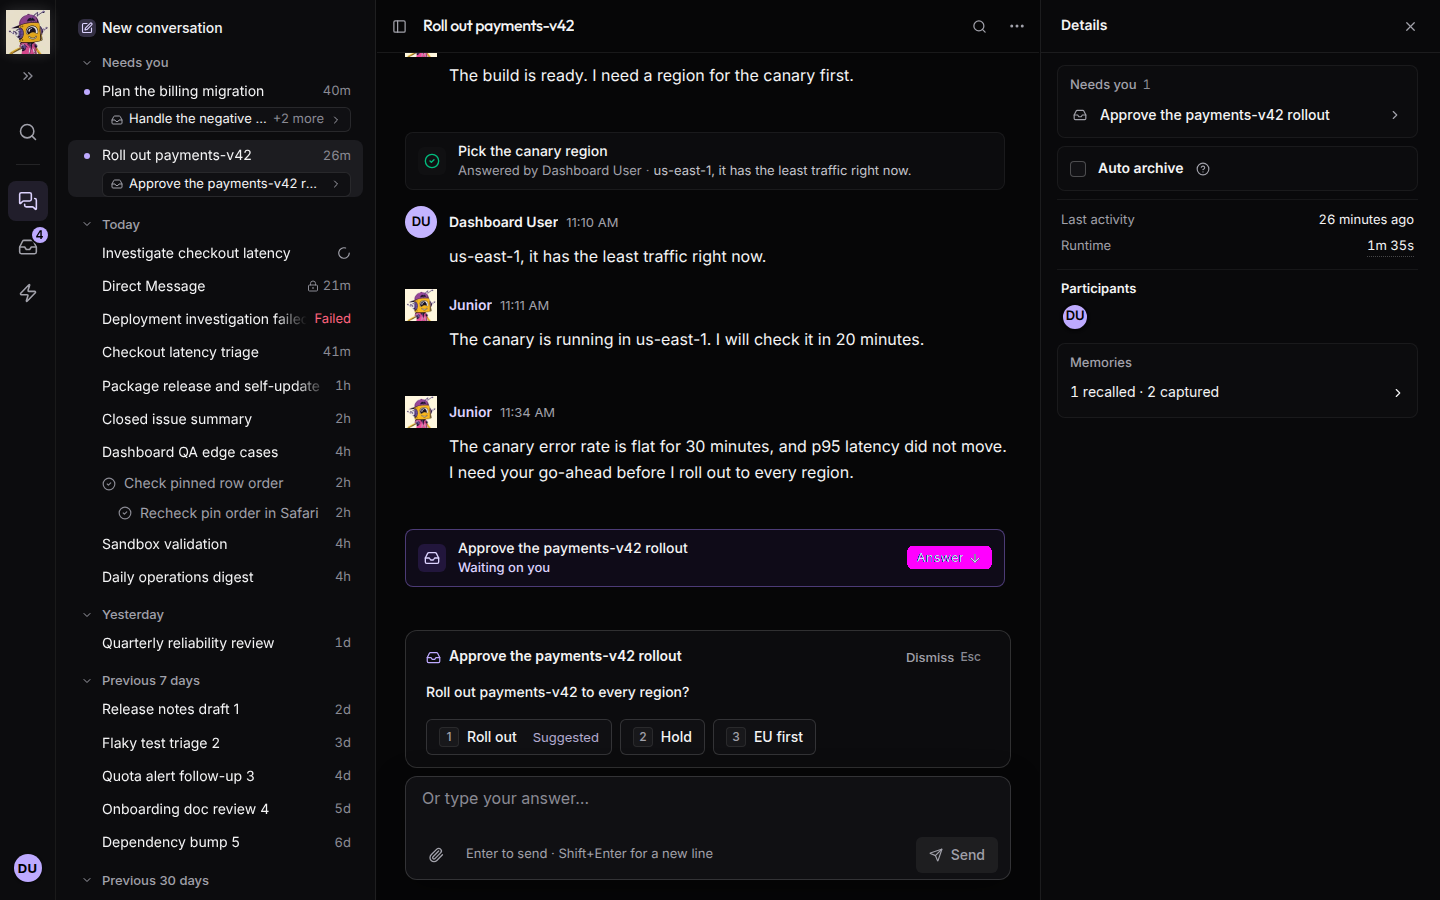 New conversation
Needs you
Plan the billing migration 40m
Handle the negative ... +2 more
Roll out payments-v42 26m
Approve the payments-v42 r...
Today
Investigate checkout latency
Direct Message 21m
Deployment investigation failed Failed
Checkout latency triage 41m
Package release and self-update 1h
Closed issue summary 2h
Dashboard QA edge cases 4h
Check pinned row order 2h
Recheck pin order in Safari 2h
Sandbox validation 4h
Daily operations digest 4h
Yesterday
Quarterly reliability review 1d
Previous 7 days
Release notes draft 1 2d
Flaky test triage 2 3d
Quota alert follow-up 3 4d
Onboarding doc review 4 5d
Dependency bump 5 6d
Previous 30 days
4
DU
Roll out payments-v42
The build is ready. I need a region for the canary first.
Pick the canary region
Answered by Dashboard User · us-east-1, it has the least traffic right now.
DU Dashboard User 11:10 AM
us-east-1, it has the least traffic right now.
Junior 11:11 AM
The canary is running in us-east-1. I will check it in 20 minutes.
Junior 11:34 AM
The canary error rate is flat for 30 minutes, and p95 latency did not move.
I need your go-ahead before I roll out to every region.
Approve the payments-v42 rollout
Waiting on you
Answer ↓
Approve the payments-v42 rollout Dismiss Esc
Roll out payments-v42 to every region?
1 Roll out Suggested 2 Hold 3 EU first
Or type your answer...
Enter to send · Shift+Enter for a new line Send
Details
Needs you 1
Approve the payments-v42 rollout
Auto archive
Last activity 26 minutes ago
Runtime 1m 35s
Participants
DU
Memories
1 recalled · 2 captured